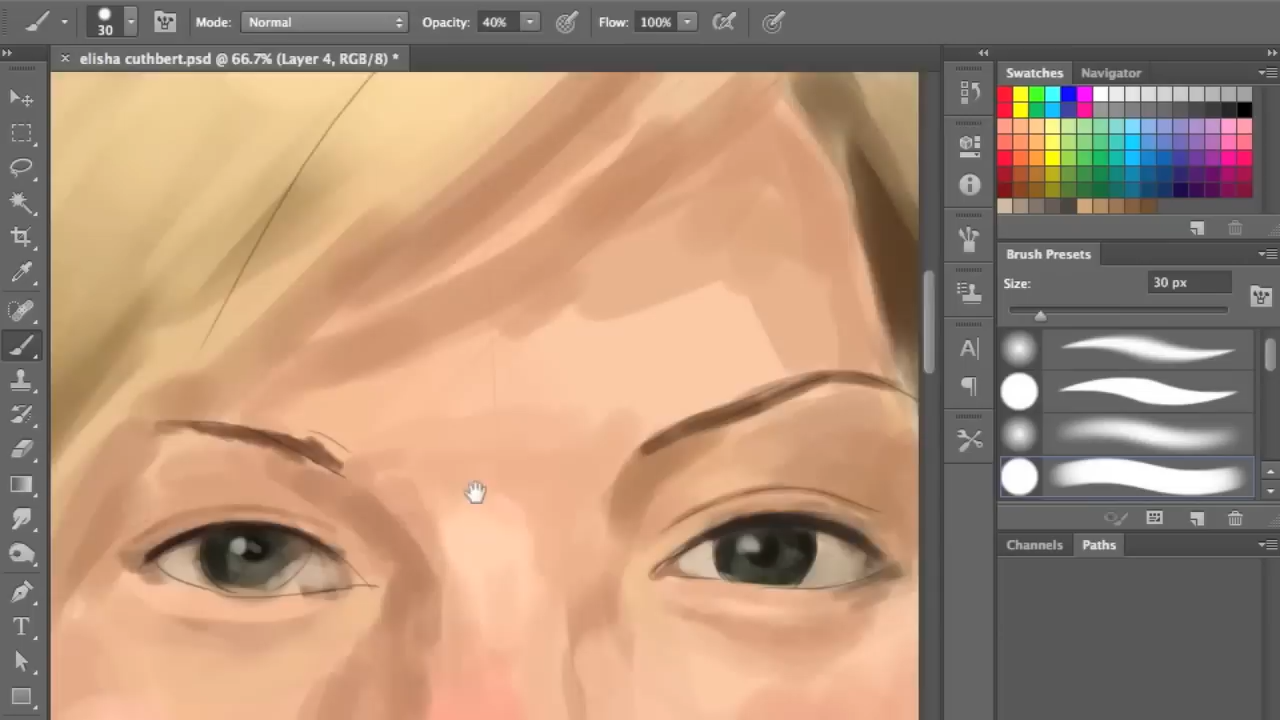 30 Mode: Normal Opacity: 40% Flow: 100%
elisha cuthbert.psd @ 66.7% (Layer 4, RGB/8) *
Swatches Navigator
Brush Presets
Size: 30 px
Channels Paths